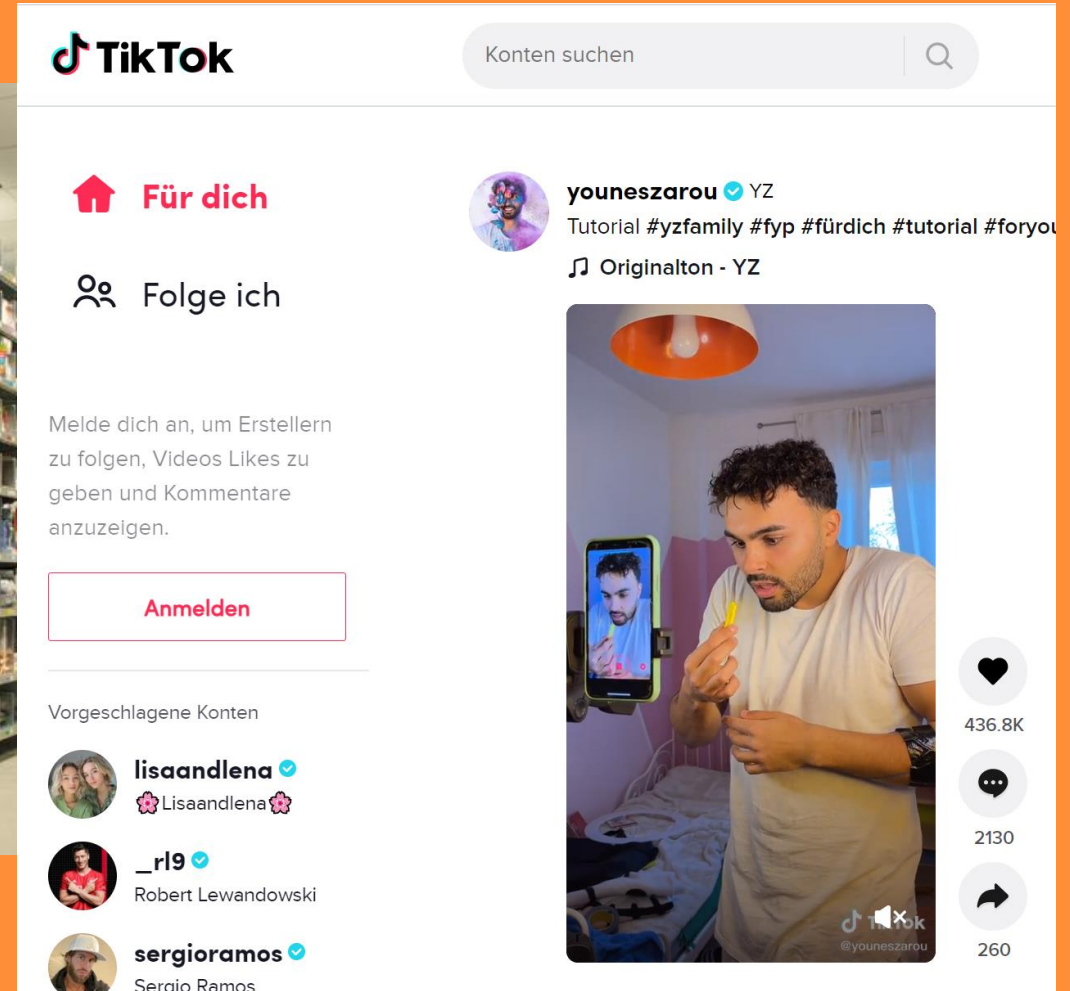 TikTok
Konten suchen
Für dich
Folge ich
Melde dich an, um Erstellern
zu folgen, Videos Likes zu
geben und Kommentare
anzuzeigen.
Anmelden
Vorgeschlagene Konten
lisaandlena
🌸Lisaandlena🌸
_rl9
Robert Lewandowski
sergioramos
Sergio Ramos
youneszarou YZ
Tutorial #yzfamily #fyp #fürdich #tutorial #foryou
Originalton - YZ
436.8K
2130
260
TikTok
@youneszarou